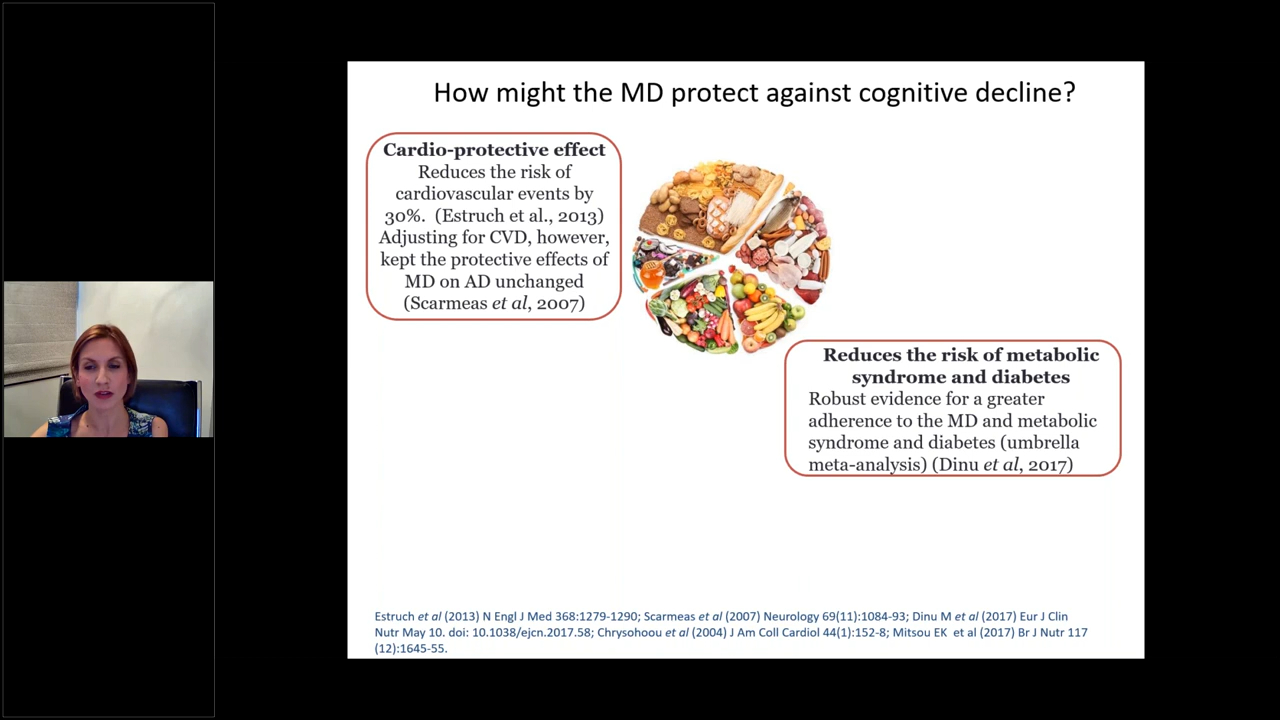 How might the MD protect against cognitive decline?
Cardio-protective effect
Reduces the risk of
cardiovascular events by
30%. (Estruch et al., 2013)
Adjusting for CVD, however,
kept the protective effects of
MD on AD unchanged
(Scarmeas et al, 2007)
Reduces the risk of metabolic
syndrome and diabetes
Robust evidence for a greater
adherence to the MD and metabolic
syndrome and diabetes (umbrella
meta-analysis) (Dinu et al, 2017)
Estruch et al (2013) N Engl J Med 368:1279-1290; Scarmeas et al (2007) Neurology 69(11):1084-93; Dinu M et al (2017) Eur J Clin
Nutr May 10. doi: 10.1038/ejcn.2017.58; Chrysohoou et al (2004) J Am Coll Cardiol 44(1):152-8; Mitsou EK et al (2017) Br J Nutr 117
(12):1645-55.